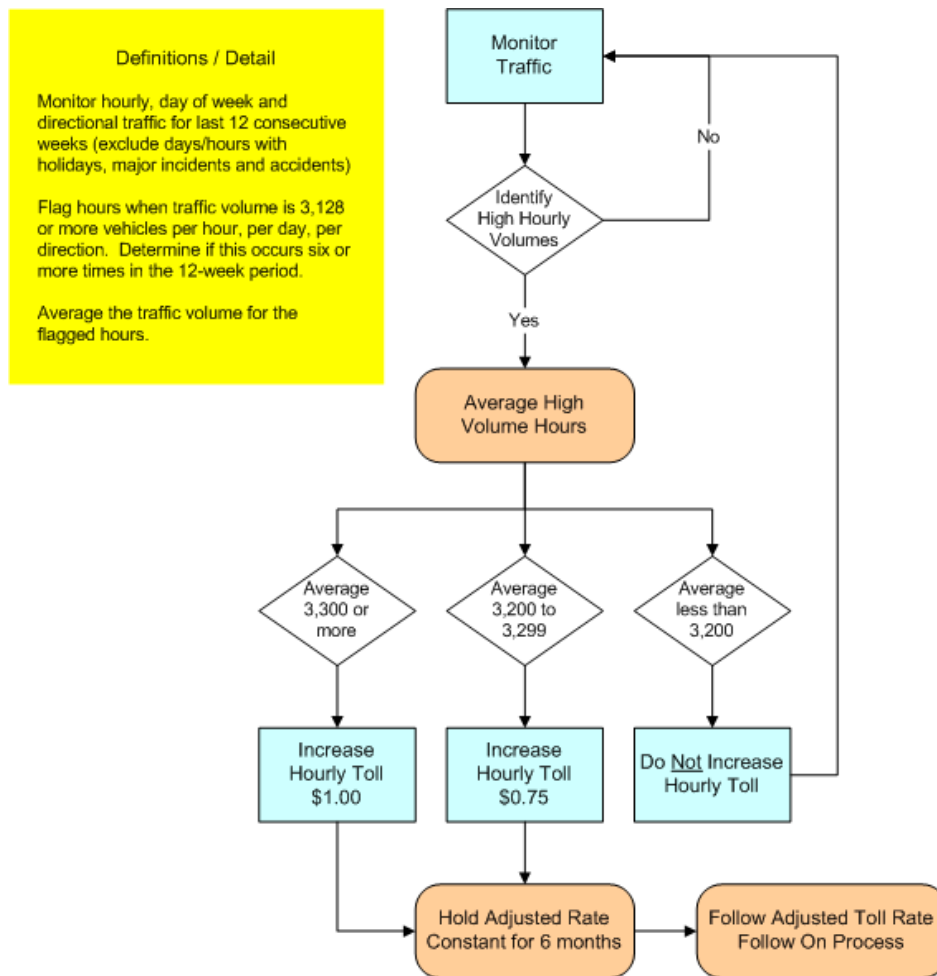 Definitions / Detail
Monitor hourly, day of week and
directional traffic for last 12 consecutive
weeks (exclude days/hours with
holidays, major incidents and accidents)
Flag hours when traffic volume is 3,128
or more vehicles per hour, per day, per
direction. Determine if this occurs six or
more times in the 12-week period.
Average the traffic volume for the
flagged hours.
Monitor
Traffic
No
Identify
High Hourly
Volumes
Yes
Average High
Volume Hours
Average
3,300 or
more
Average
3,200 to
3,299
Average
less than
3,200
Increase
Hourly Toll
$1.00
Increase
Hourly Toll
$0.75
Do Not Increase
Hourly Toll
Hold Adjusted Rate
Constant for 6 months
Follow Adjusted Toll Rate
Follow On Process